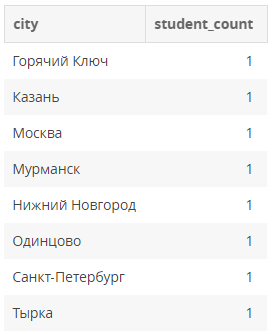 city student_count
Горячий Ключ 1
Казань 1
Москва 1
Мурманск 1
Нижний Новгород 1
Одинцово 1
Санкт-Петербург 1
Тырка 1